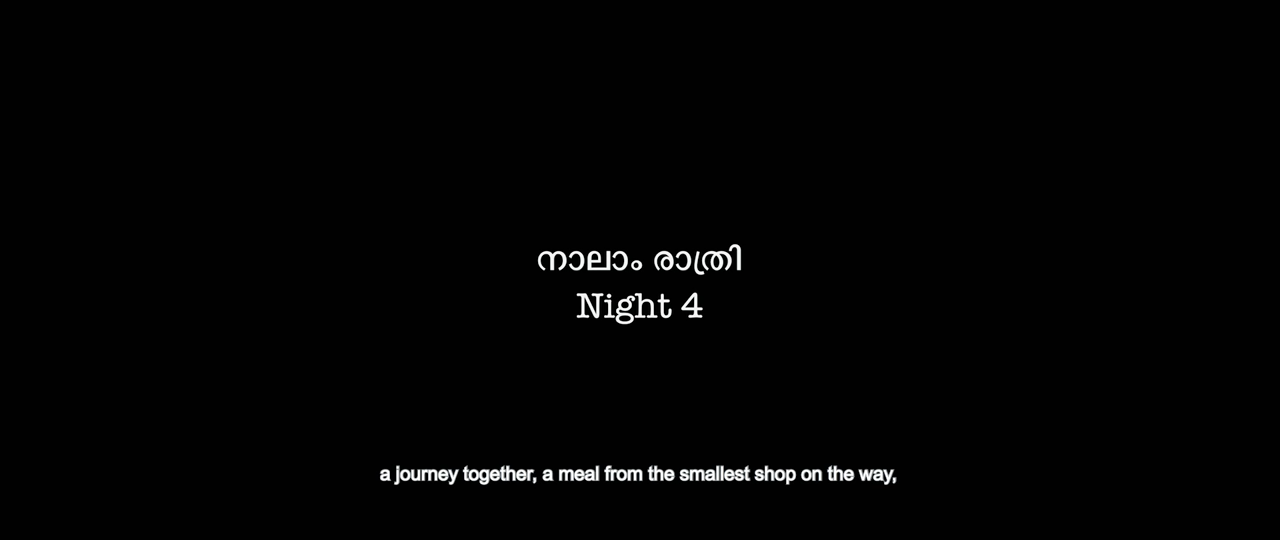 നാലാം രാത്രി
Night 4
a journey together, a meal from the smallest shop on the way,